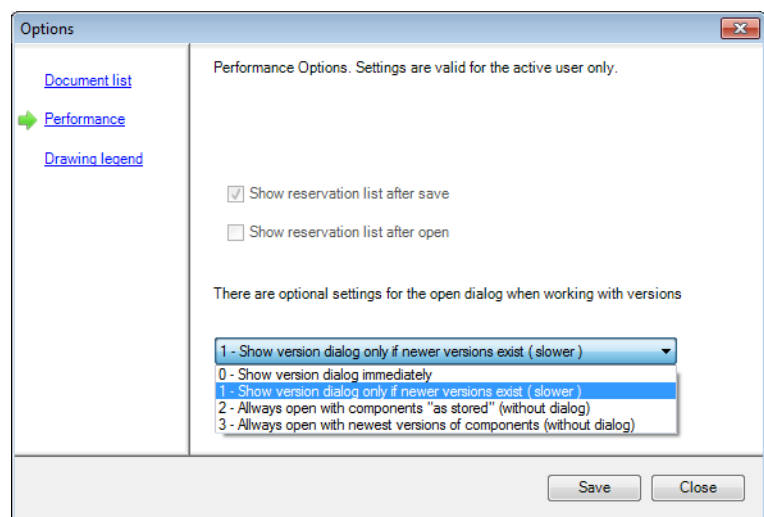 Options
Document list
Performance
Drawing legend
Performance Options. Settings are valid for the active user only.
Show reservation list after save
Show reservation list after open
There are optional settings for the open dialog when working with versions
1 - Show version dialog only if newer versions exist ( slower )
0 - Show version dialog immediately
1 - Show version dialog only if newer versions exist ( slower )
2 - Allways open with components "as stored" (without dialog)
3 - Allways open with newest versions of components (without dialog)
Save
Close